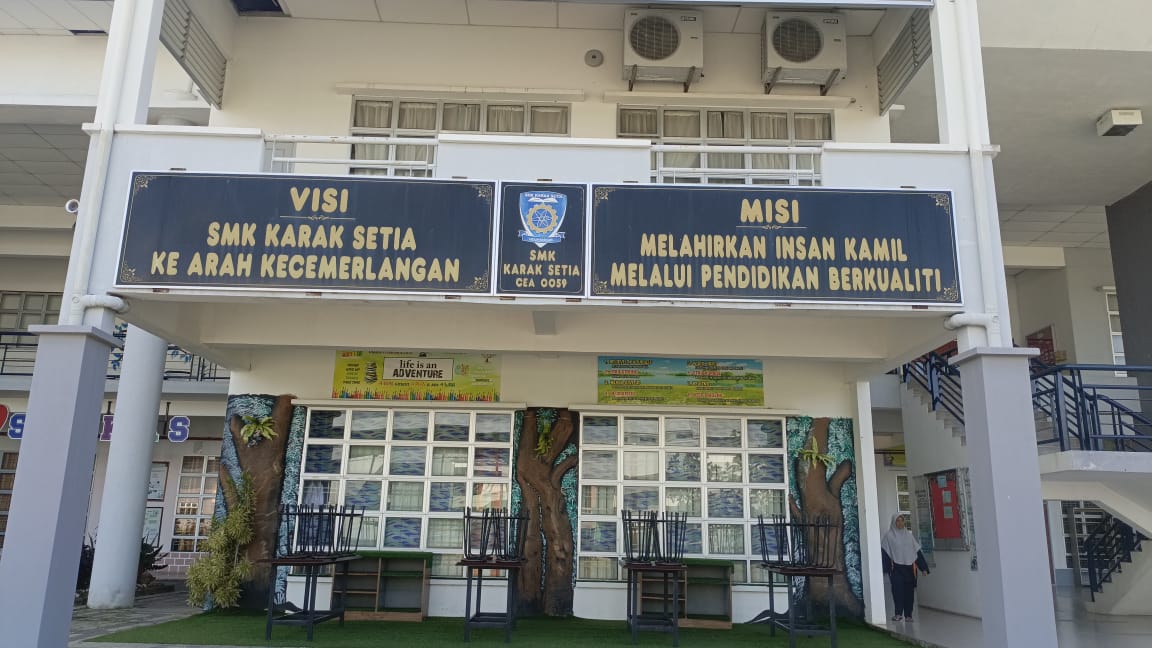 VISI
SMK KARAK SETIA
KE ARAH KECEMERLANGAN
SMK KARAK SETIA
SMK
KARAK SETIA
CEA 0059
MISI
MELAHIRKAN INSAN KAMIL
MELALUI PENDIDIKAN BERKUALITI
life is an
ADVENTURE